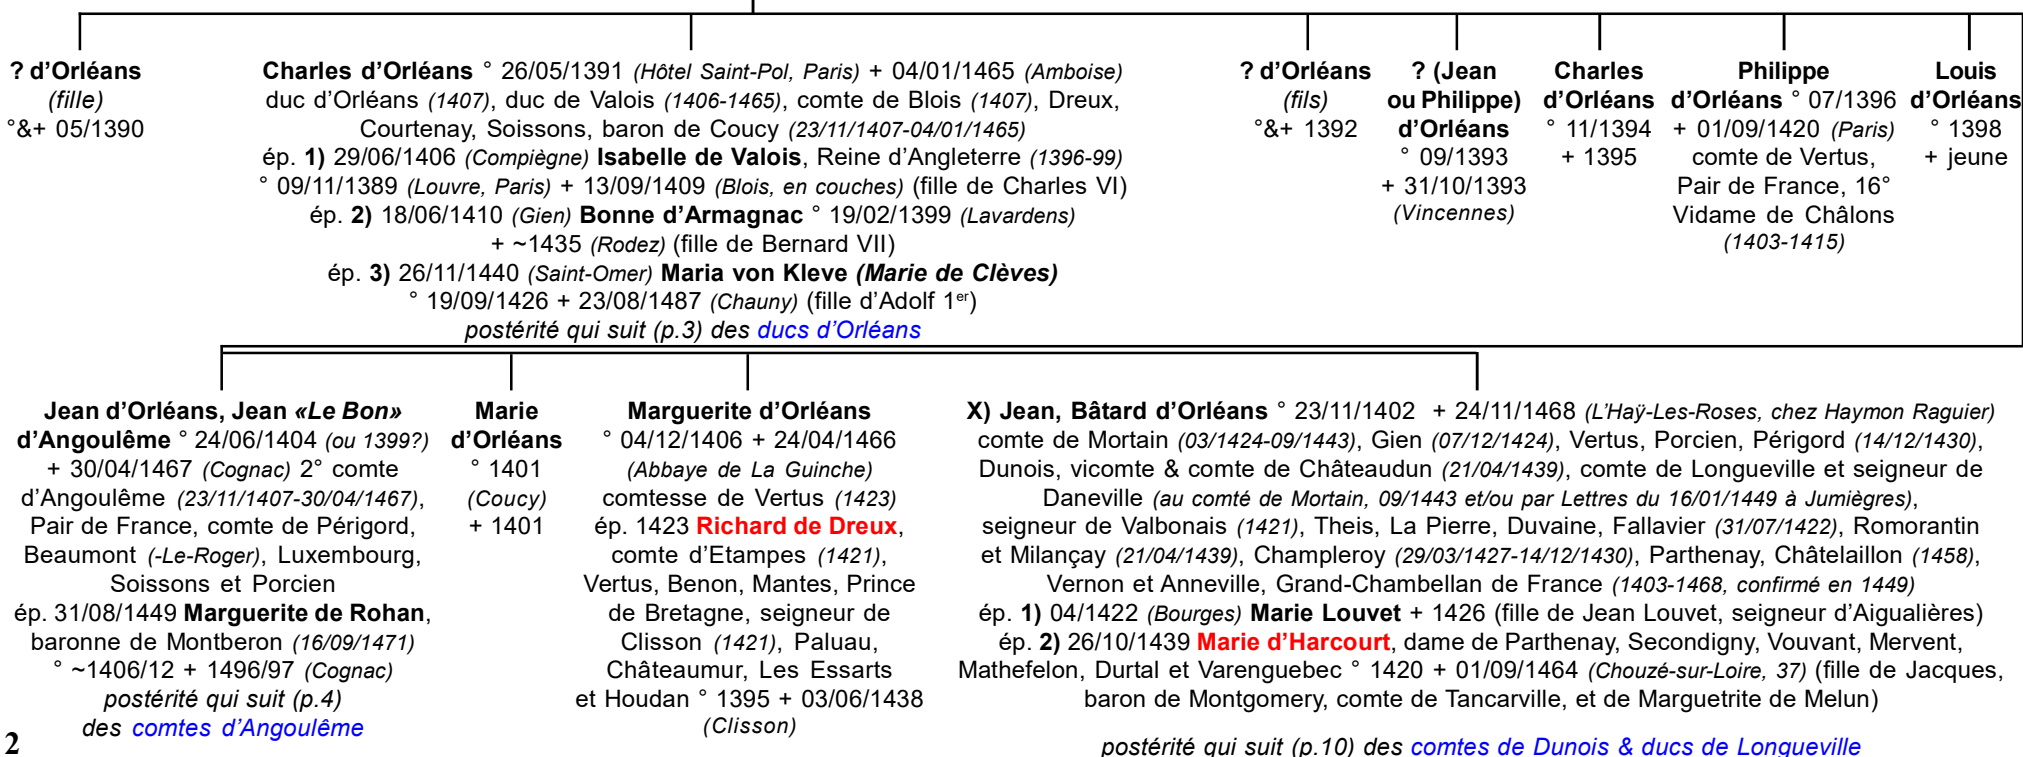 ? d’Orléans
(fille)
°&+ 05/1390
Charles d’Orléans ° 26/05/1391 (Hôtel Saint-Pol, Paris) + 04/01/1465 (Amboise)
duc d’Orléans (1407), duc de Valois (1406-1465), comte de Blois (1407), Dreux,
Courtenay, Soissons, baron de Coucy (23/11/1407-04/01/1465)
ép. 1) 29/06/1406 (Compiègne) Isabelle de Valois, Reine d’Angleterre (1396-99)
° 09/11/1389 (Louvre, Paris) + 13/09/1409 (Blois, en couches) (fille de Charles VI)
ép. 2) 18/06/1410 (Gien) Bonne d’Armagnac ° 19/02/1399 (Lavardens)
+ ~1435 (Rodez) (fille de Bernard VII)
ép. 3) 26/11/1440 (Saint-Omer) Maria von Kleve (Marie de Clèves)
° 19/09/1426 + 23/08/1487 (Chauny) (fille d’Adolf 1er)
postérité qui suit (p.3) des ducs d’Orléans
? d’Orléans
(fils)
°&+ 1392
? (Jean
ou Philippe)
d’Orléans
° 09/1393
+ 31/10/1393
(Vincennes)
Charles
d’Orléans
° 11/1394
+ 1395
Philippe
d’Orléans ° 07/1396
+ 01/09/1420 (Paris)
comte de Vertus,
Pair de France, 16°
Vidame de Châlons
(1403-1415)
Louis
d’Orléans
° 1398
+ jeune
Jean d’Orléans, Jean «Le Bon»
d’Angoulême ° 24/06/1404 (ou 1399?)
+ 30/04/1467 (Cognac) 2° comte
d’Angoulême (23/11/1407-30/04/1467),
Pair de France, comte de Périgord,
Beaumont (-Le-Roger), Luxembourg,
Soissons et Porcien
ép. 31/08/1449 Marguerite de Rohan,
baronne de Montberon (16/09/1471)
° ~1406/12 + 1496/97 (Cognac)
postérité qui suit (p.4)
des comtes d’Angoulême
Marie
d’Orléans
° 1401
(Coucy)
+ 1401
Marguerite d’Orléans
° 04/12/1406 + 24/04/1466
(Abbaye de La Guinche)
comtesse de Vertus (1423)
ép. 1423 Richard de Dreux,
comte d’Etampes (1421),
Vertus, Benon, Mantes, Prince
de Bretagne, seigneur de
Clisson (1421), Paluau,
Châteaumur, Les Essarts
et Houdan ° 1395 + 03/06/1438
(Clisson)
X) Jean, Bâtard d’Orléans ° 23/11/1402 + 24/11/1468 (L’Haÿ-Les-Roses, chez Haymon Raguier)
comte de Mortain (03/1424-09/1443), Gien (07/12/1424), Vertus, Porcien, Périgord (14/12/1430),
Dunois, vicomte & comte de Châteaudun (21/04/1439), comte de Longueville et seigneur de
Daneville (au comté de Mortain, 09/1443 et/ou par Lettres du 16/01/1449 à Jumièges),
seigneur de Valbonais (1421), Theis, La Pierre, Duvaine, Fallavier (31/07/1422), Romorantin
et Milançay (21/04/1439), Champleroy (29/03/1427-14/12/1430), Parthenay, Châtelaillon (1458),
Vernon et Anneville, Grand-Chambellan de France (1403-1468, confirmé en 1449)
ép. 1) 04/1422 (Bourges) Marie Louvet + 1426 (fille de Jean Louvet, seigneur d’Aigualières)
ép. 2) 26/10/1439 Marie d’Harcourt, dame de Parthenay, Secondigny, Vouvant, Mervent,
Mathefelon, Durtal et Varenguebec ° 1420 + 01/09/1464 (Chouzé-sur-Loire, 37) (fille de Jacques,
baron de Montgomery, comte de Tancarville, et de Marguetrite de Melun)
postérité qui suit (p.10) des comtes de Dunois & ducs de Longueville
2